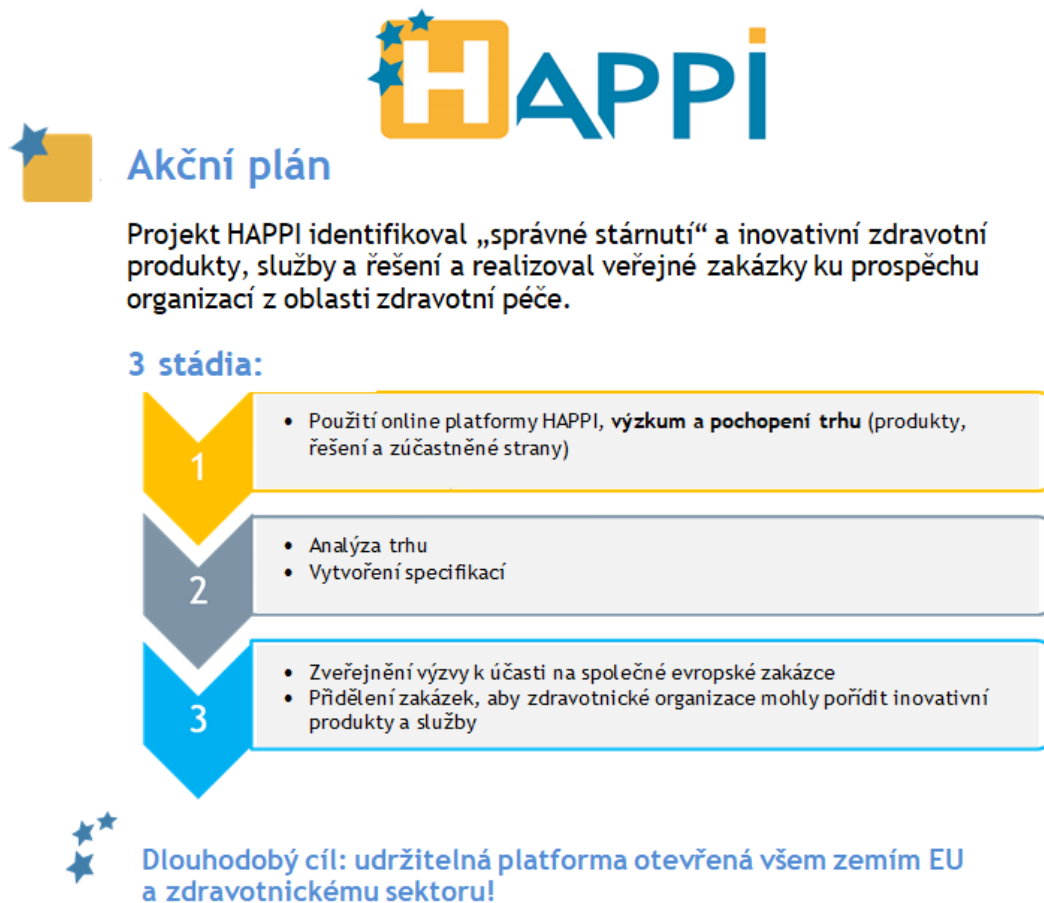 HAPPI
Akční plán
Projekt HAPPI identifikoval „správné stárnutí“ a inovativní zdravotní
produkty, služby a řešení a realizoval veřejné zakázky ku prospěchu
organizací z oblasti zdravotní péče.
3 stádia:
1
• Použití online platformy HAPPI, výzkum a pochopení trhu (produkty,
řešení a zúčastněné strany)
2
• Analýza trhu
• Vytvoření specifikací
3
• Zveřejnění výzvy k účasti na společné evropské zakázce
• Přidělení zakázek, aby zdravotnické organizace mohly pořídit inovativní
produkty a služby
Dlouhodobý cíl: udržitelná platforma otevřená všem zemím EU
a zdravotnickému sektoru!